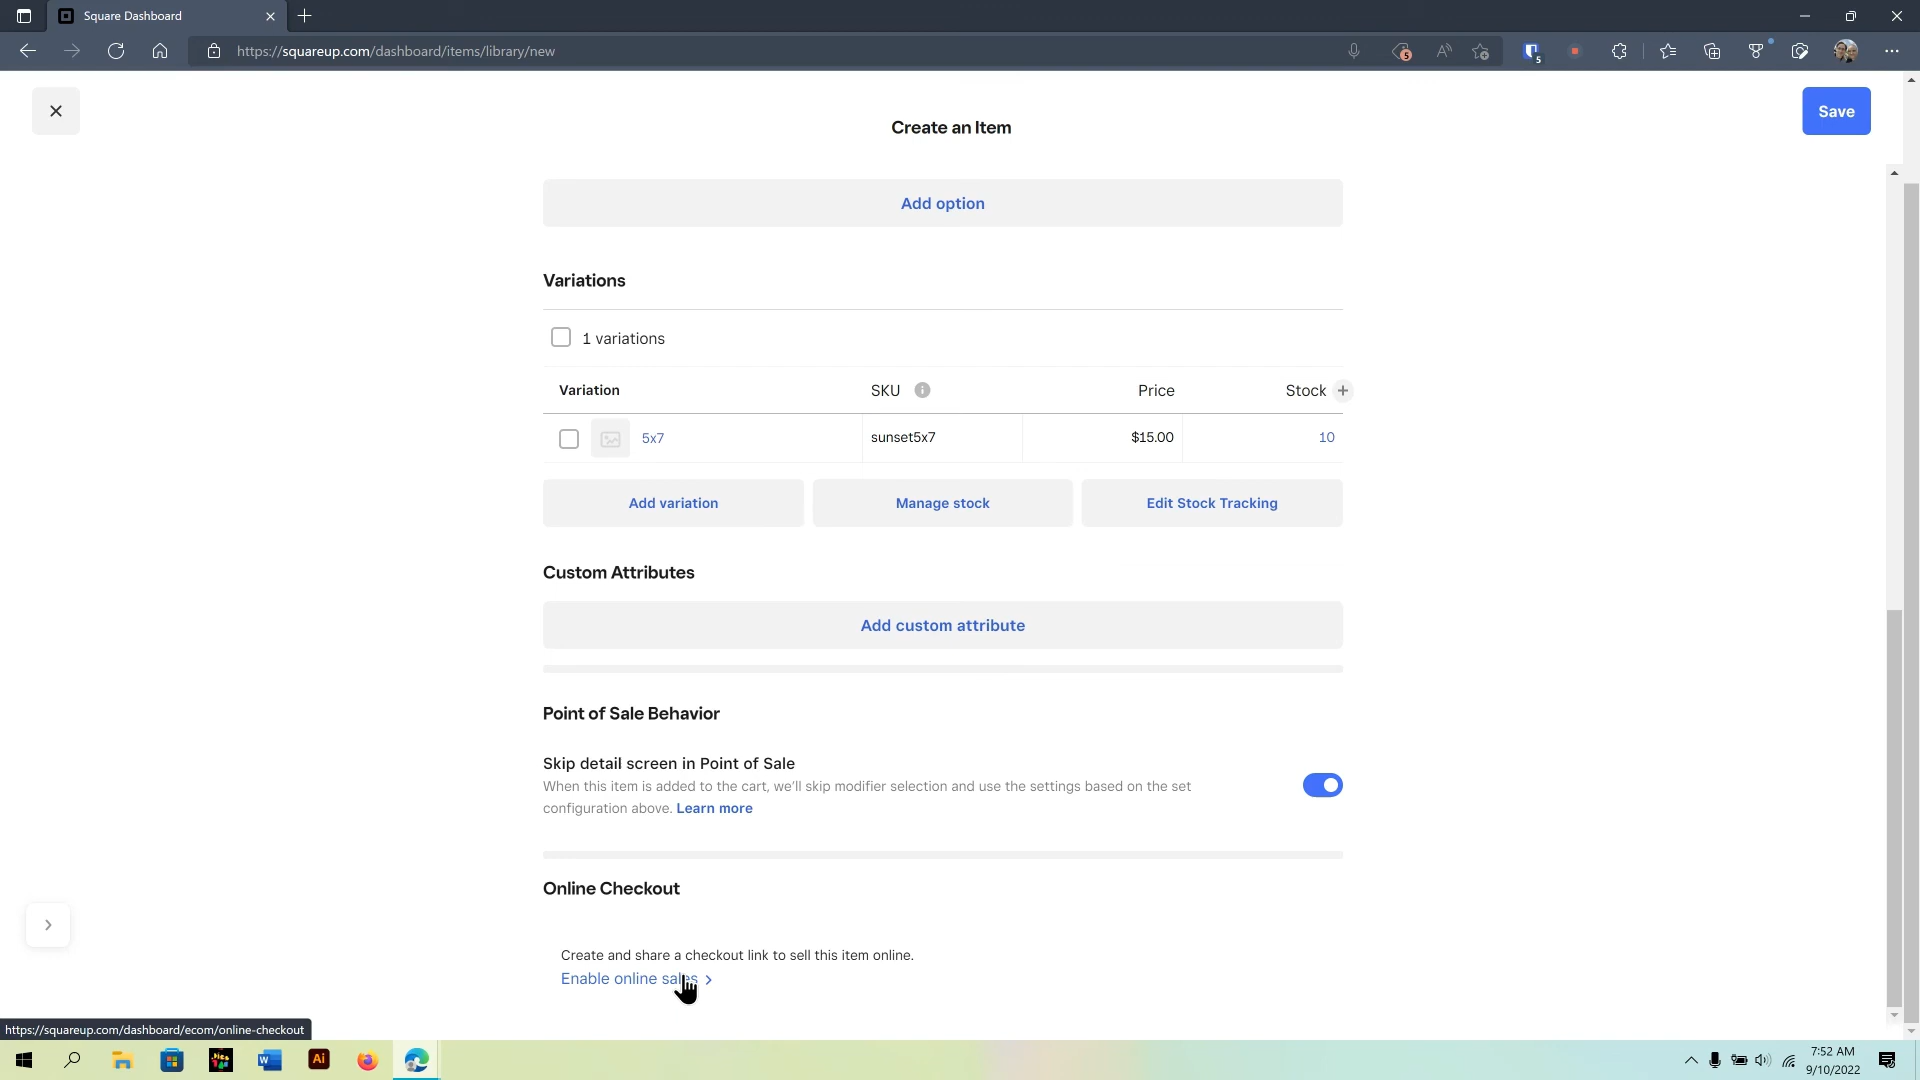 Square Dashboard
https://squareup.com/dashboard/items/library/new
5
5
Create an Item
Save
Add option
Variations
1 variations
Variation SKU Price Stock
5x7 sunset5x7 $15.00 10
Add variation Manage stock Edit Stock Tracking
Custom Attributes
Add custom attribute
Point of Sale Behavior
Skip detail screen in Point of Sale
When this item is added to the cart, we'll skip modifier selection and use the settings based on the set
configuration above. Learn more
Online Checkout
Create and share a checkout link to sell this item online.
Enable online sales
https://squareup.com/dashboard/ecom/online-checkout
W
Ai
7:52 AM
9/10/2022